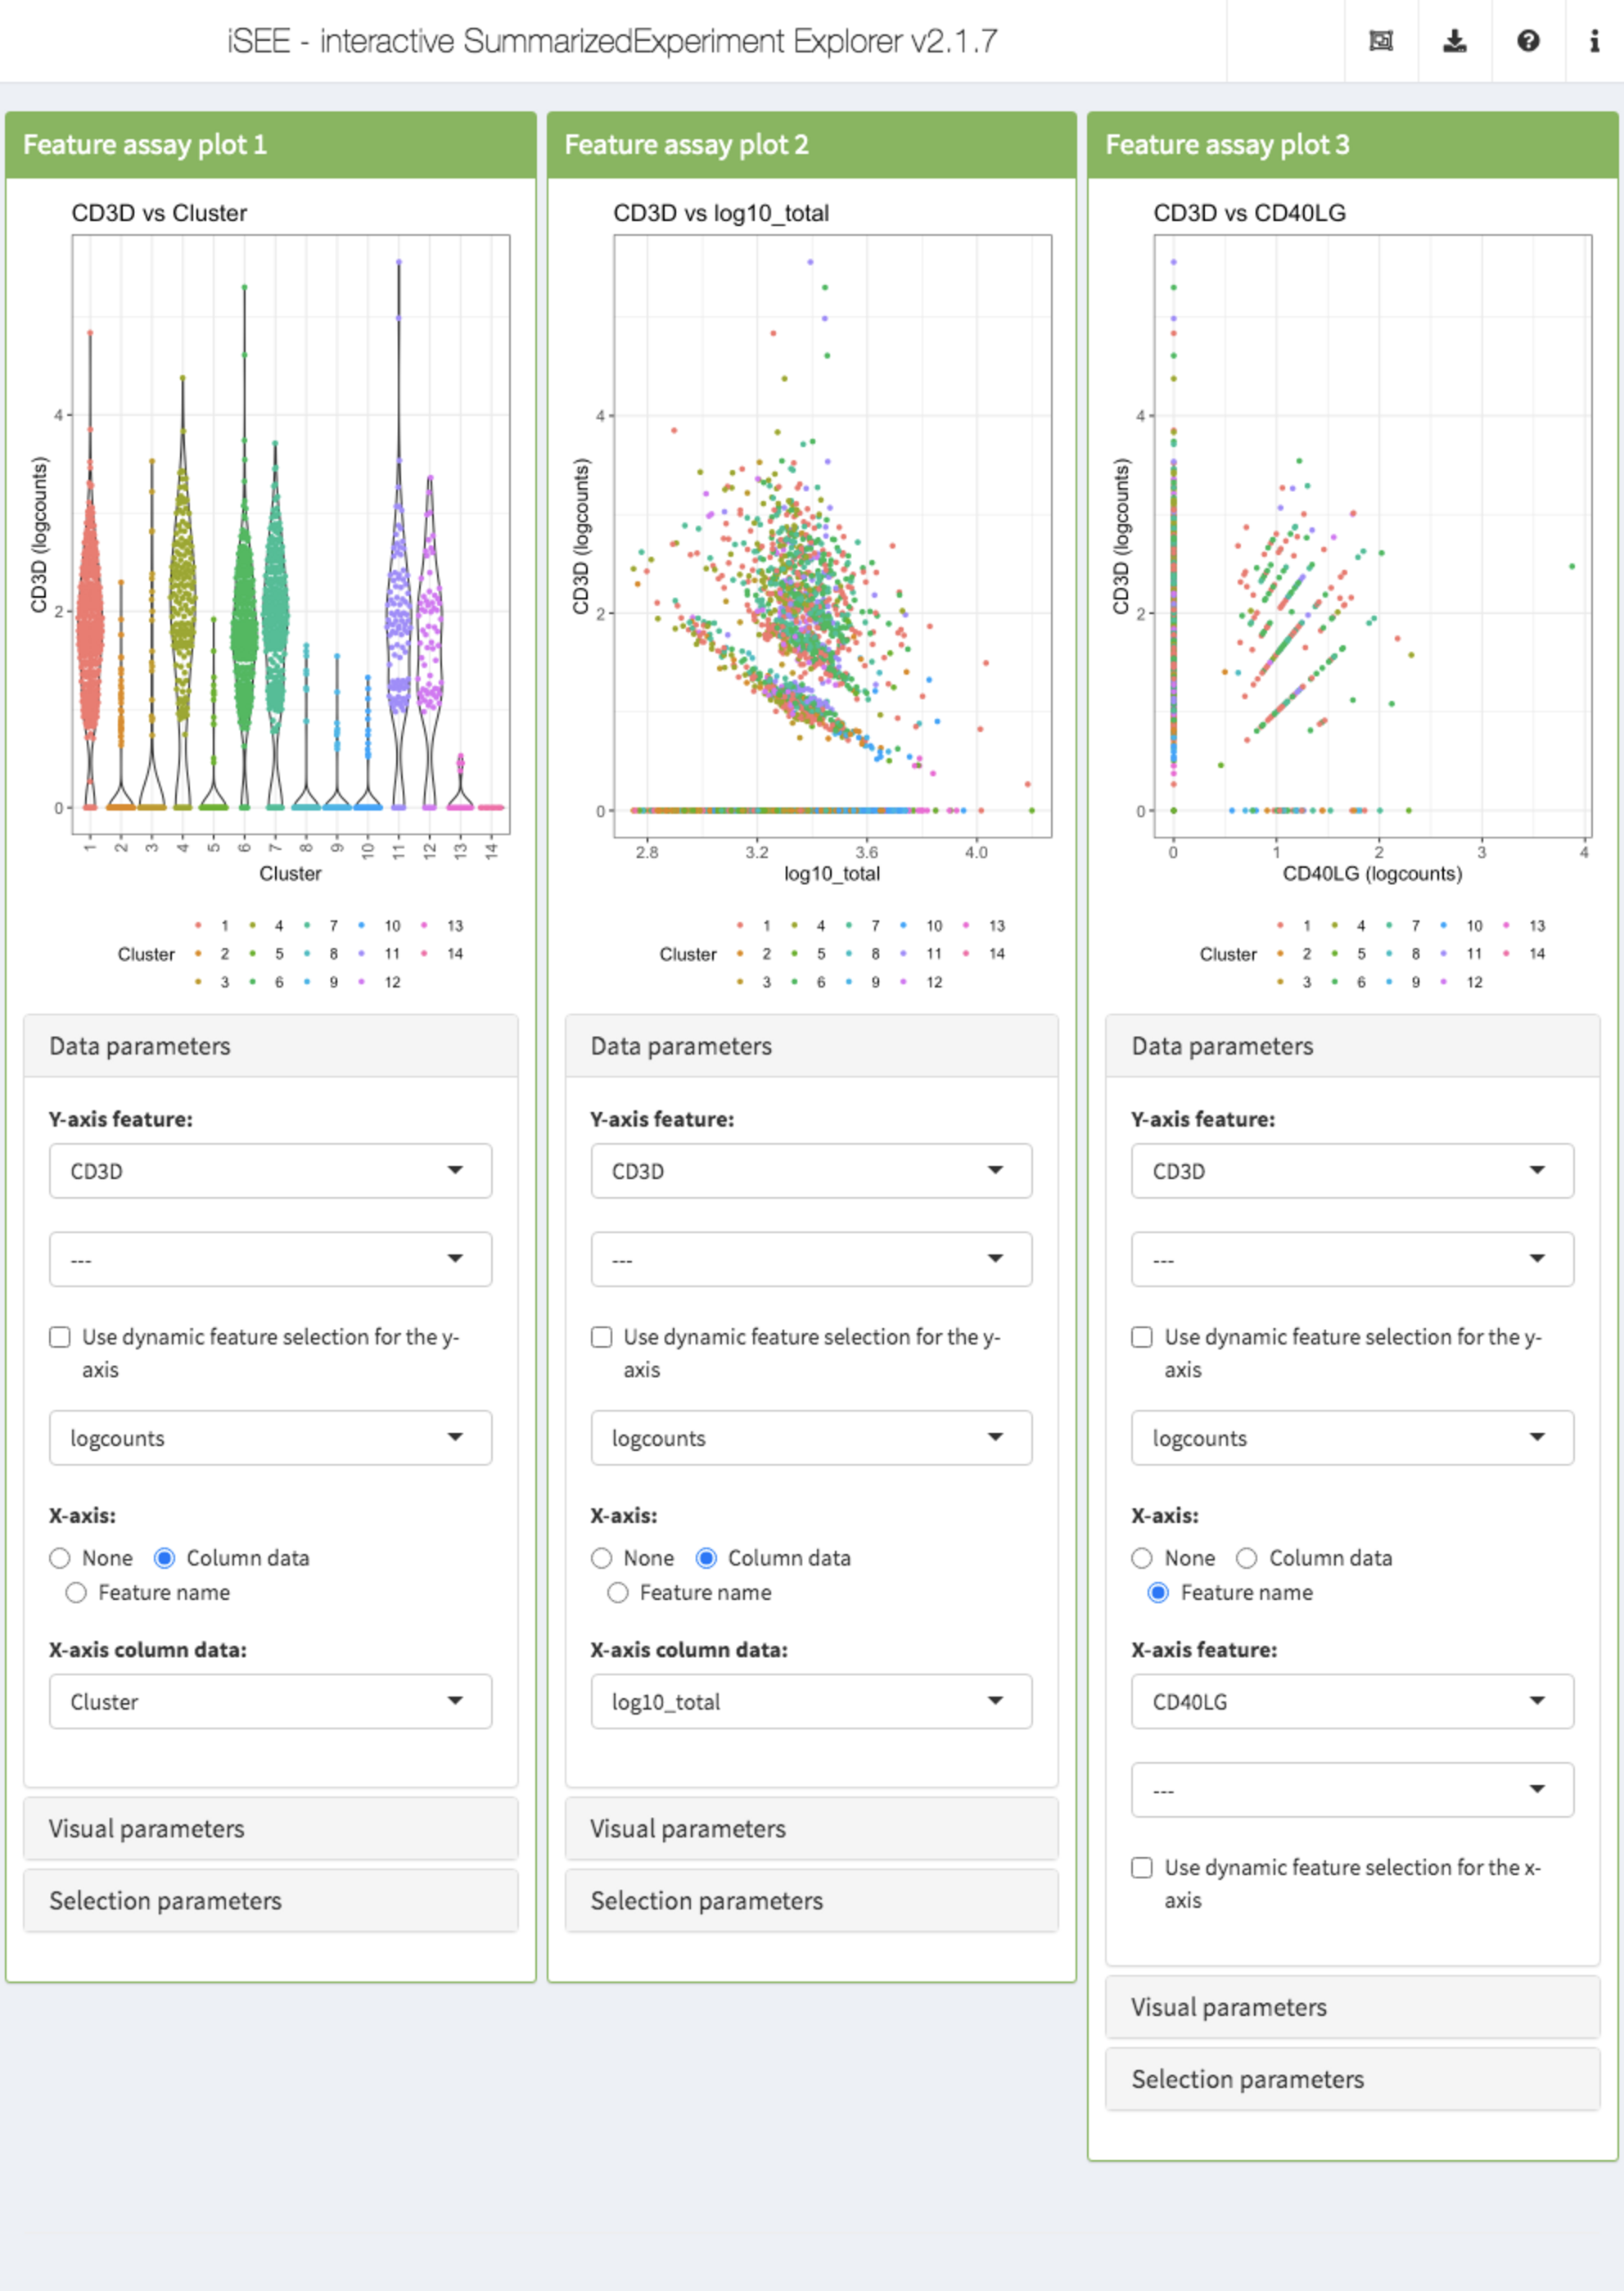 iSEE - interactive SummarizedExperiment Explorer v2.1.7
Feature assay plot 1
CD3D vs Cluster
CD3D (logcounts)
4
2
0
1 2 3 4 5 6 7 8 9 10 11 12 13 14
Cluster
Cluster
1 4 7 10 13
2 5 8 11 14
3 6 9 12
Data parameters
Y-axis feature:
CD3D
---
Use dynamic feature selection for the y-
axis
logcounts
X-axis:
None Column data
Feature name
X-axis column data:
Cluster
Visual parameters
Selection parameters
Feature assay plot 2
CD3D vs log10_total
CD3D (logcounts)
4
2
0
2.8 3.2 3.6 4.0
log10_total
Cluster
1 4 7 10 13
2 5 8 11 14
3 6 9 12
Data parameters
Y-axis feature:
CD3D
---
Use dynamic feature selection for the y-
axis
logcounts
X-axis:
None Column data
Feature name
X-axis column data:
log10_total
Visual parameters
Selection parameters
Feature assay plot 3
CD3D vs CD40LG
CD3D (logcounts)
4
2
0
0 1 2 3 4
CD40LG (logcounts)
Cluster
1 4 7 10 13
2 5 8 11 14
3 6 9 12
Data parameters
Y-axis feature:
CD3D
---
Use dynamic feature selection for the y-
axis
logcounts
X-axis:
None Column data
Feature name
X-axis feature:
CD40LG
---
Use dynamic feature selection for the x-
axis
Visual parameters
Selection parameters